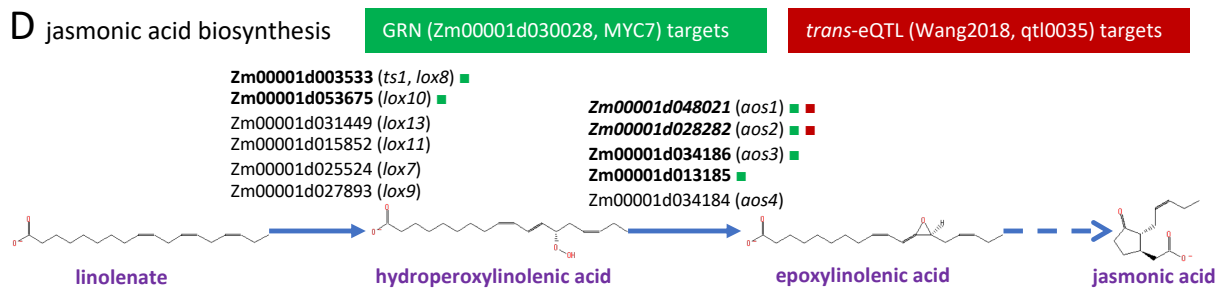 D jasmonic acid biosynthesis
GRN (Zm00001d030028, MYC7) targets
trans-eQTL (Wang2018, qtl0035) targets
Zm00001d003533 (ts1, lox8)
Zm00001d053675 (lox10)
Zm00001d031449 (lox13)
Zm00001d015852 (lox11)
Zm00001d025524 (lox7)
Zm00001d027893 (lox9)
Zm00001d048021 (aos1)
Zm00001d028282 (aos2)
Zm00001d034186 (aos3)
Zm00001d013185
Zm00001d034184 (aos4)
O
O⁻
O
O⁻
O
OH
O
O⁻
O
H
O
O
O⁻
linolenate
hydroperoxylinolenic acid
epoxylinolenic acid
jasmonic acid